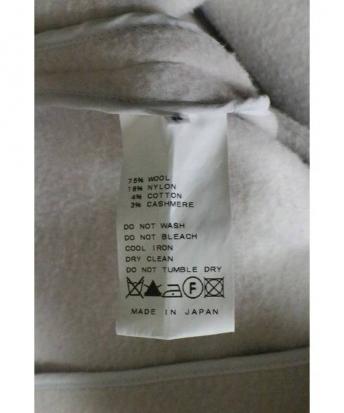 75% WOOL
18% NYLON
4% COTTON
3% CASHMERE
DO NOT WASH
DO NOT BLEACH
COOL IRON
DRY CLEAN
DO NOT TUMBLE DRY
F
MADE IN JAPAN